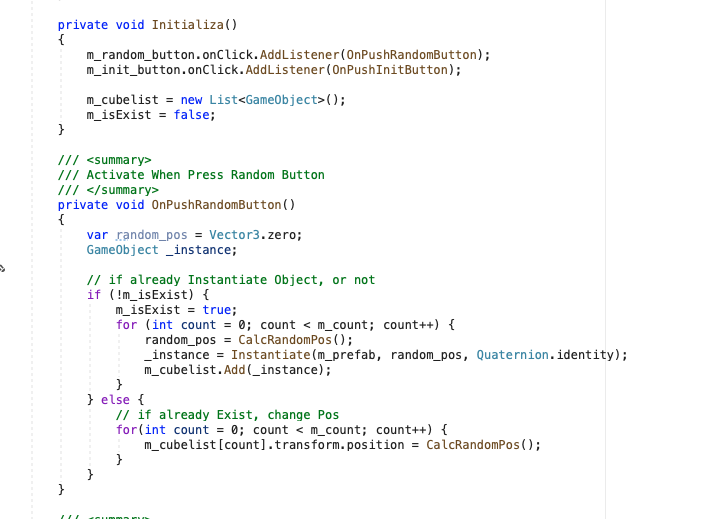 private void Initializa()
{
m_random_button.onClick.AddListener(OnPushRandomButton);
m_init_button.onClick.AddListener(OnPushInitButton);
m_cubelist = new List<GameObject>();
m_isExist = false;
}
/// <summary>
/// Activate When Press Random Button
/// </summary>
private void OnPushRandomButton()
{
var random_pos = Vector3.zero;
GameObject _instance;
// if already Instantiate Object, or not
if (!m_isExist) {
m_isExist = true;
for (int count = 0; count < m_count; count++) {
random_pos = CalcRandomPos();
_instance = Instantiate(m_prefab, random_pos, Quaternion.identity);
m_cubelist.Add(_instance);
}
} else {
// if already Exist, change Pos
for(int count = 0; count < m_count; count++) {
m_cubelist[count].transform.position = CalcRandomPos();
}
}
}
/// <summary>